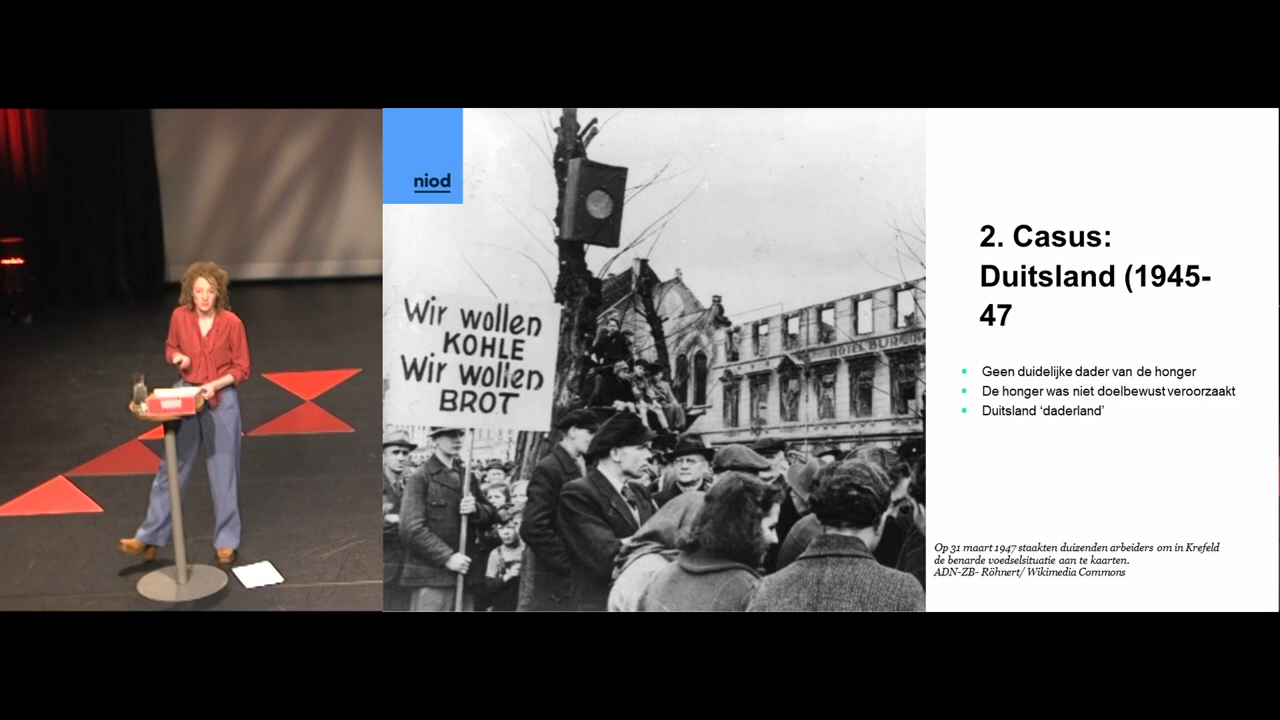 niod
Wir wollen
KOHLE
Wir wollen
BROT
HOTEL
2. Casus:
Duitsland (1945-
47
Geen duidelijke dader van de honger
De honger was niet doelbewust veroorzaakt
Duitsland ‘daderland’
Op 31 maart 1947 staakten duizenden arbeiders om in Krefeld
de benarde voedselsituatie aan te kaarten.
ADN-ZB- Röhnert/ Wikimedia Commons